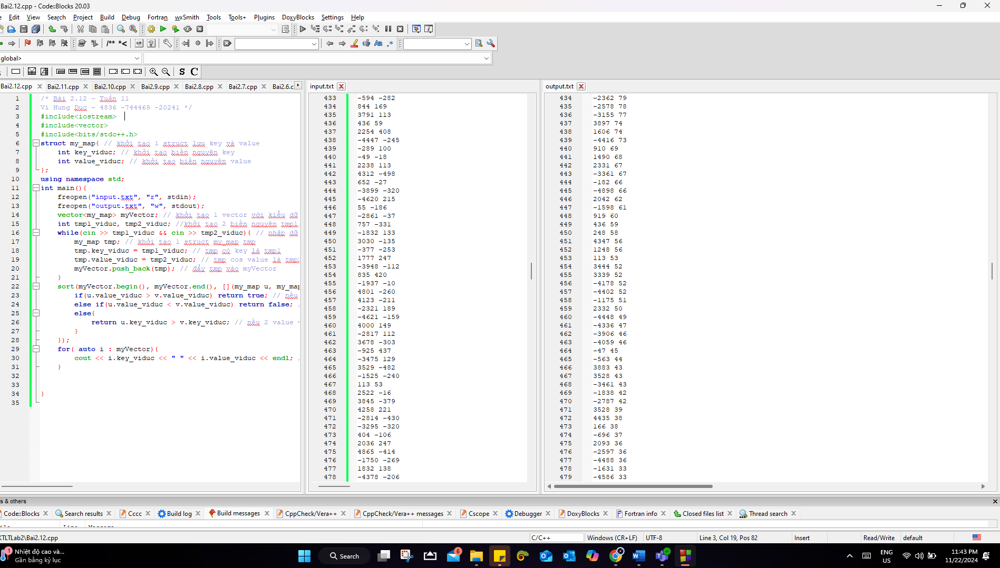 Bai2.12.cpp - Code::Blocks 20.03
Edit View Search Project Build Debug Fortran wxSmith Tools Tools+ Plugins DoxyBlocks Settings Help
/** *<
Aa .*
global>
S C
Bai2.12.cpp Bai2.11.cpp Bai2.10.cpp Bai2.9.cpp Bai2.8.cpp Bai2.7.cpp Bai2.6.c
1 /* Bài 2.12 - Tuần 11
2 Vi Hung Duc - 4836 -744469 -20241 */
3 #include<iostream>
4 #include<vector>
5 #include<bits/stdc++.h>
6 struct my_map{ // khởi tạo 1 struct lưu key và value
7 int key_viduc; // khởi tạo biến nguyên key
8 int value_viduc; // khởi tạo biến nguyên value
9 };
10 using namespace std;
11 int main(){
12 freopen("input.txt", "r", stdin);
13 freopen("output.txt", "w", stdout);
14 vector<my_map> myVector; // khởi tạo 1 vector với kiểu dữ
15 int tmp1_viduc, tmp2_viduc; //khởi tạo 2 biến nguyên tmp1
16 while(cin >> tmp1_viduc && cin >> tmp2_viduc){ // nhập dữ
17 my_map tmp; // khởi tạo 1 struct my_map tmp
18 tmp.key_viduc = tmp1_viduc; // tmp có key là tmp1
19 tmp.value_viduc = tmp2_viduc; // tmp cos value là tmp2
20 myVector.push_back(tmp); // đẩy tmp vào myVector
21 }
22 sort(myVector.begin(), myVector.end(), [](my_map u, my_map
23 if(u.value_viduc > v.value_viduc) return true; // nếu
24 else if(u.value_viduc < v.value_viduc) return false; /
25 else{
26 return u.key_viduc > v.key_viduc; // nếu 2 value =
27 }
28 });
29 for( auto i : myVector){
30 cout << i.key_viduc << " " << i.value_viduc << endl; /
31 }
32
33
34 }
35
input.txt
433 -594 -282
434 844 169
435 3791 113
436 436 59
437 2254 408
438 -4447 -245
439 -289 100
440 -49 -18
441 2238 113
442 4312 -498
443 652 -27
444 -3899 -320
445 -4620 215
446 55 -186
447 -2861 -37
448 757 -331
449 -1832 133
450 3030 -135
451 -377 -253
452 1777 247
453 -3948 -112
454 835 420
455 -1937 -10
456 4801 -260
457 4123 -211
458 -2321 189
459 -4621 -159
460 4000 149
461 -2817 112
462 3678 -303
463 -925 437
464 -3475 129
465 3529 -482
466 -1525 -240
467 113 53
468 2522 -16
469 3845 -379
470 4258 221
471 -2814 -430
472 -3295 -320
473 404 -106
474 2036 247
475 4865 -414
476 -1750 -269
477 1832 138
478 -4378 -206
output.txt
434 -2362 79
435 -2578 78
436 -3155 77
437 3897 74
438 1606 74
439 -4416 73
440 910 69
441 1490 68
442 2331 67
443 -3361 67
444 -182 66
445 -4898 66
446 2042 62
447 -1598 61
448 919 60
449 436 59
450 248 58
451 4347 56
452 1248 56
453 113 53
454 3444 52
455 3339 52
456 -4178 52
457 -4402 52
458 -1175 51
459 2332 50
460 -4448 49
461 -4336 47
462 -3906 46
463 -4059 46
464 -47 45
465 -563 44
466 3883 43
467 3528 43
468 -3461 43
469 -1838 42
470 -2787 42
471 3528 39
472 4435 38
473 166 38
474 -696 37
475 2093 36
476 -2597 36
477 -4488 36
478 -1631 33
479 -4586 33
s & others
Code::Blocks Search results Cccc Build log Build messages CppCheck/Vera++ CppCheck/Vera++ messages Cscope Debugger DoxyBlocks Fortran info Closed files list Thread search
KTLTLab2\Bai2.12.cpp C/C++ Windows (CR+LF) UTF-8 Line 3, Col 19, Pos 82 Insert Read/Write default
1 Nhiệt độ cao và...
Gần bằng kỷ lục
Search
6
ENG
US
11:43 PM
11/22/2024